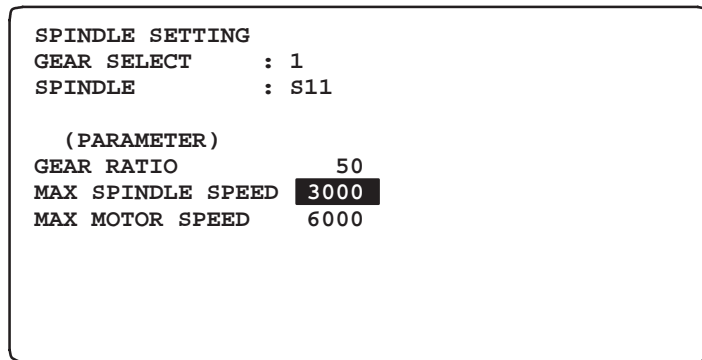 SPINDLE SETTING
GEAR SELECT : 1
SPINDLE : S11
(PARAMETER)
GEAR RATIO 50
MAX SPINDLE SPEED 3000
MAX MOTOR SPEED 6000